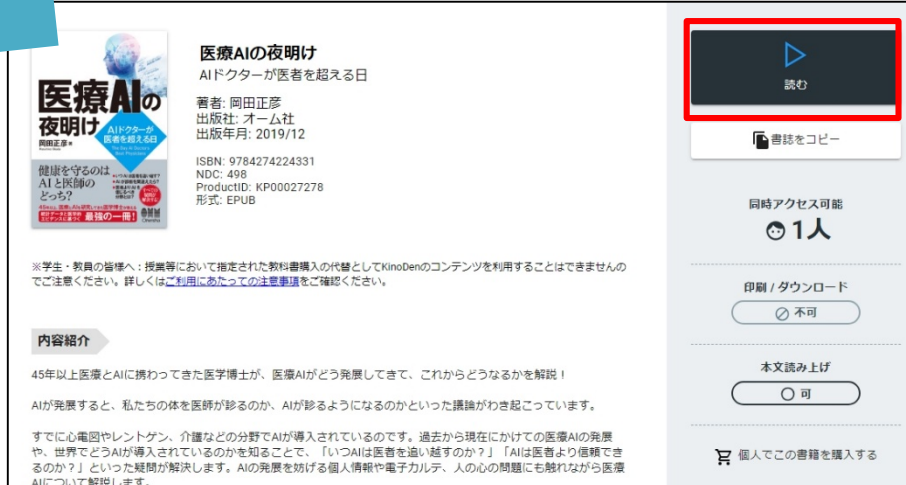 医療AIの夜明け
AIドクターが医者を超える日
著者: 岡田正彦
出版社: オーム社
出版年月: 2019/12
ISBN: 9784274224331
NDC: 498
ProductID: KP00027278
形式: EPUB
医療AIの
夜明け
AIドクターが
医者を超える日
岡田正彦
健康を守るのは
AIと医師の
どっち?
最強の一冊!
※学生・教員の皆様へ：授業等において指定された教科書購入の代替としてKinoDenのコンテンツを利用することはできませんの
でご注意ください。詳しくはご利用にあたっての注意事項をご確認ください。
内容紹介
45年以上医療とAIに携わってきた医学博士が、医療AIがどう発展してきて、これからどうなるかを解説！
AIが発展すると、私たちの体を医師が診るのか、AIが診るようになるのかといった議論がわき起こっています。
すでに心電図やレントゲン、介護などの分野でAIが導入されているのです。過去から現在にかけての医療AIの発展
や、世界でどうAIが導入されているのかを知ることで、「いつAIは医者を追い越すのか？」「AIは医者より信頼でき
るのか？」といった疑問が解決します。AIの発展を妨げる個人情報や電子カルテ、人の心の問題にも触れながら医療
AIについて解説します。
読む
書誌をコピー
同時アクセス可能
1人
印刷 / ダウンロード
不可
本文読み上げ
可
個人でこの書籍を購入する